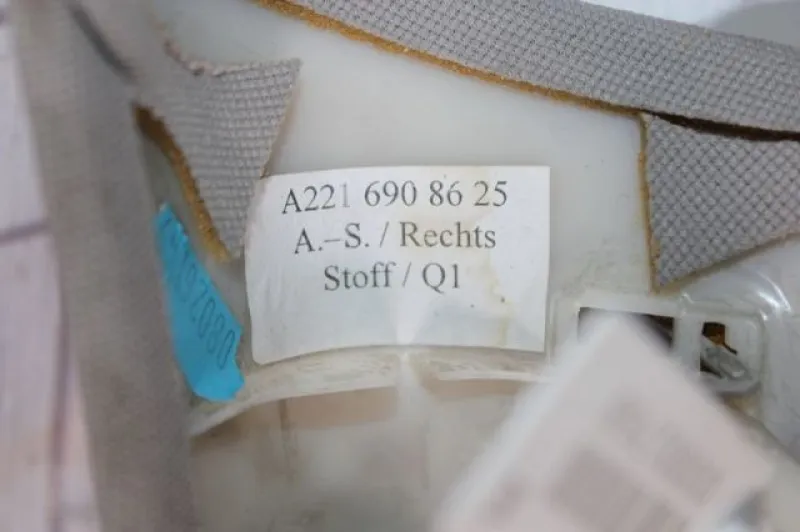 A221 690 86 25
A.–S. / Rechts
Stoff / Q1